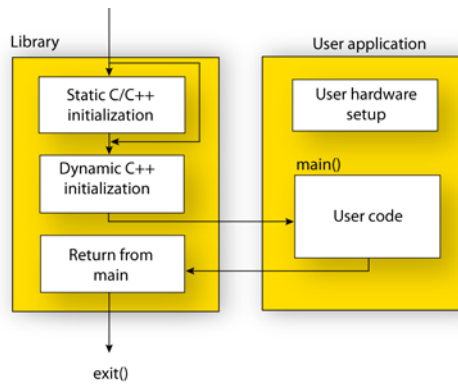 Library
Static C/C++
initialization
Dynamic C++
initialization
Return from
main
exit()
User application
User hardware
setup
main()
User code